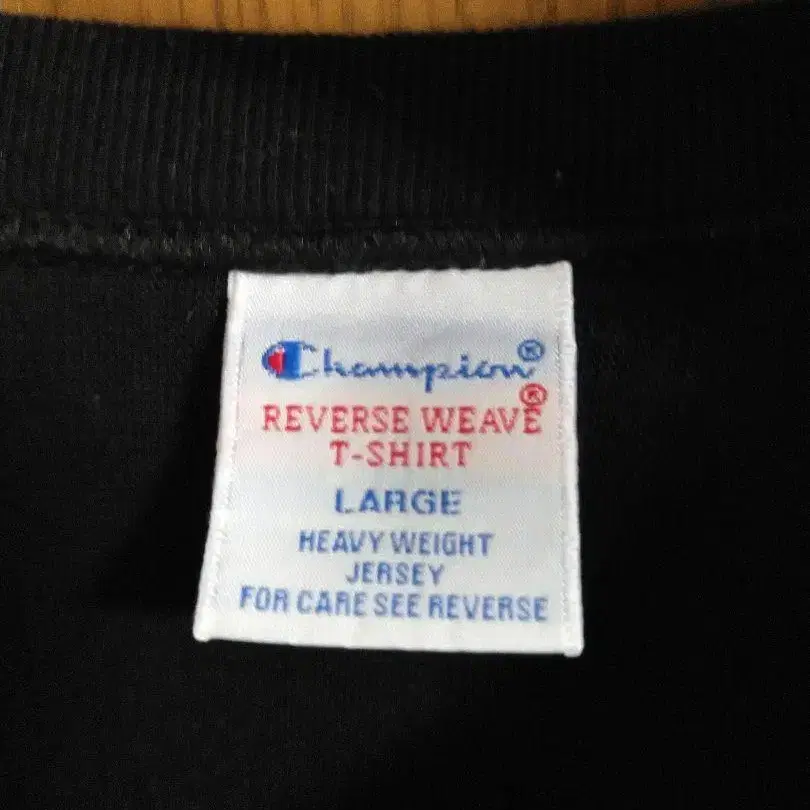 Champion®
REVERSE WEAVE®
T-SHIRT
LARGE
HEAVY WEIGHT
JERSEY
FOR CARE SEE REVERSE